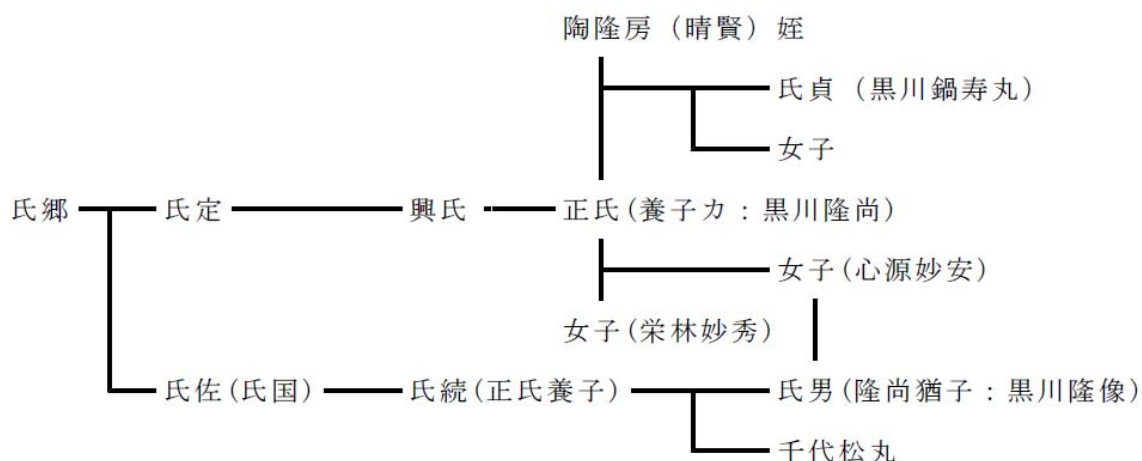 陶隆房（晴賢）姪
氏貞（黒川鍋寿丸）
女子
氏郷 氏定 興氏 正氏(養子カ：黒川隆尚)
女子(心源妙安)
女子(栄林妙秀)
氏佐(氏国) 氏続(正氏養子) 氏男(隆尚猶子：黒川隆像)
千代松丸